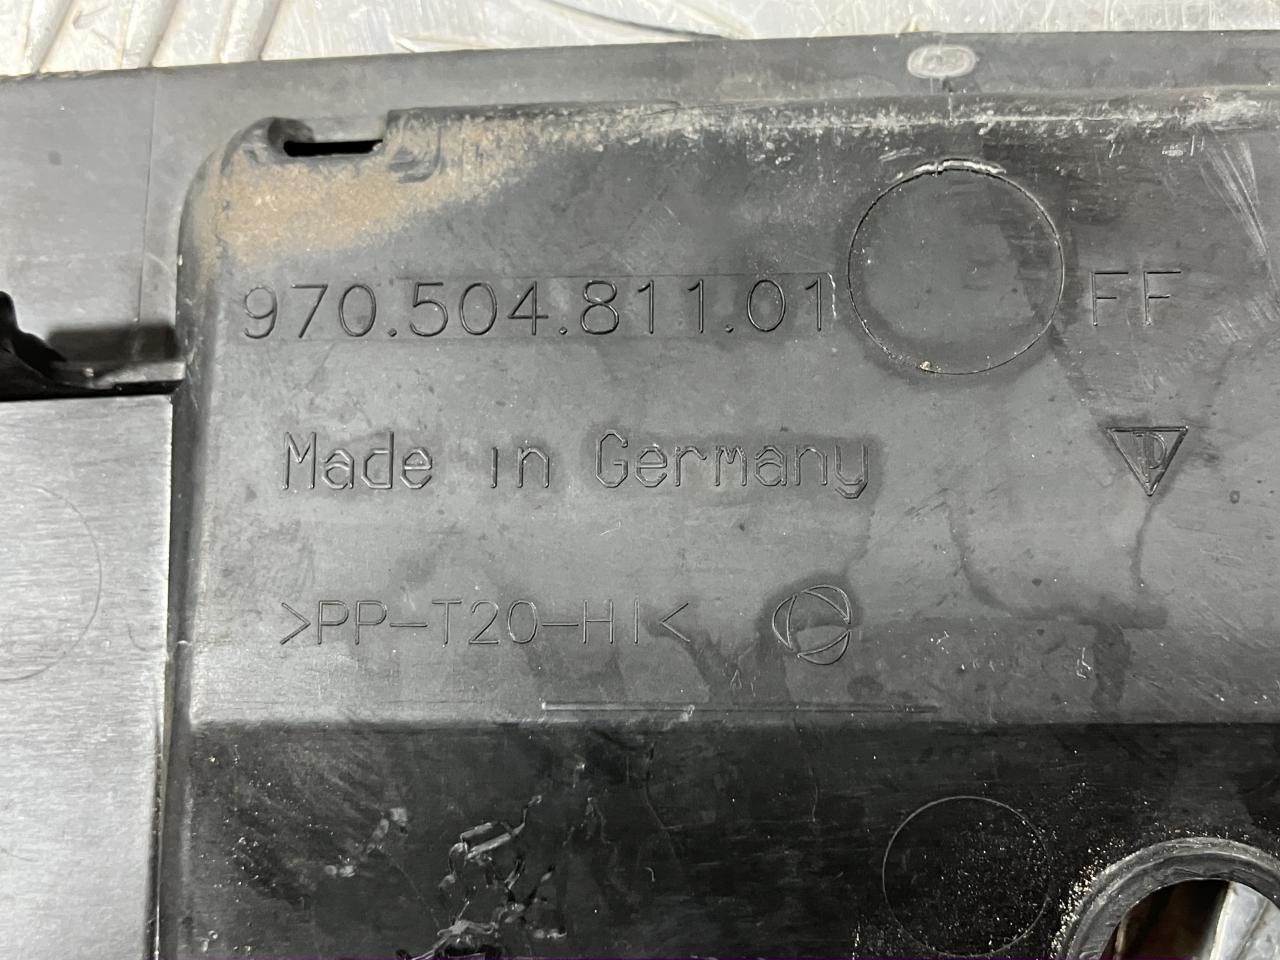 970.504.811.01 FF
Made in Germany
>PP-T20-HI<